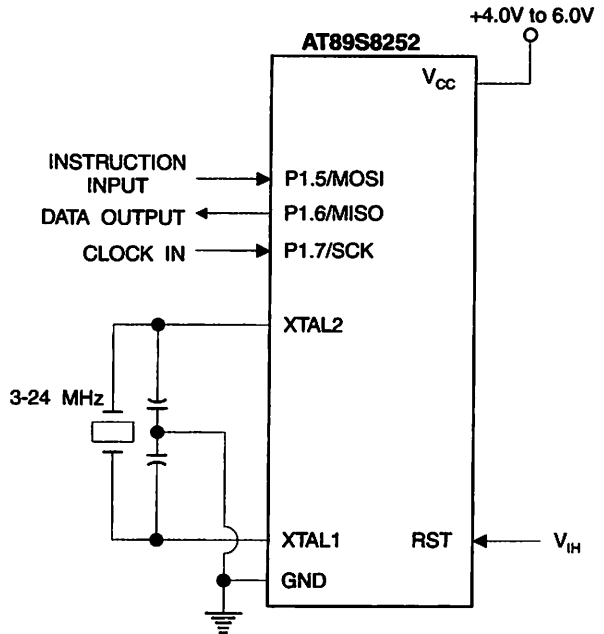 +4.0V to 6.0V
AT89S8252
VCC
INSTRUCTION
INPUT
P1.5/MOSI
DATA OUTPUT
P1.6/MISO
CLOCK IN
P1.7/SCK
XTAL2
3-24 MHz
XTAL1
RST
VIH
GND